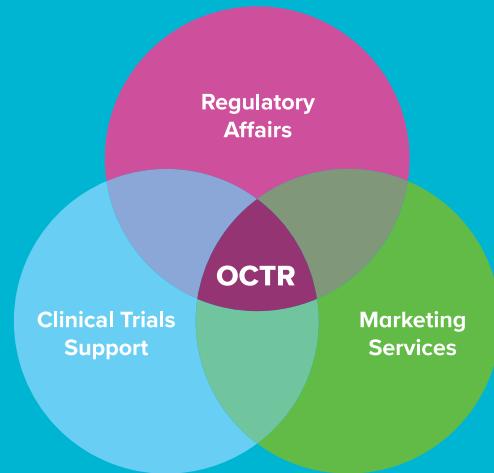 Regulatory
Affairs
OCTR
Clinical Trials
Support
Marketing
Services